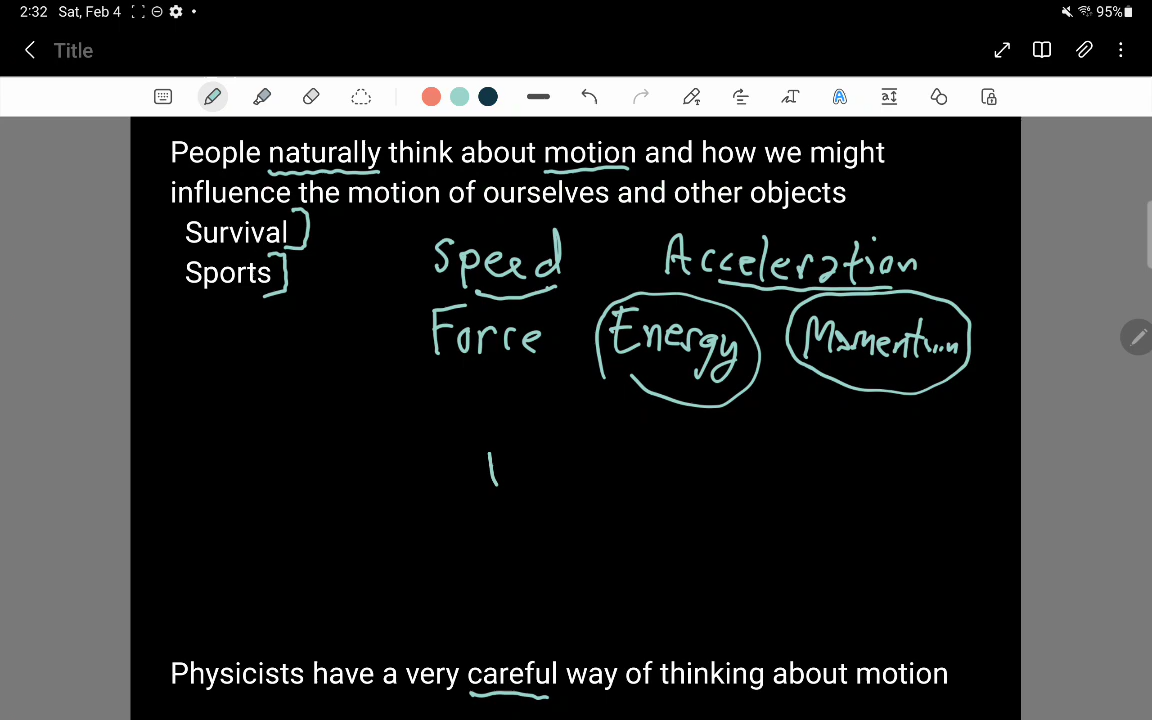 2:32 Sat, Feb 4 95%
Title
People naturally think about motion and how we might
influence the motion of ourselves and other objects
Survival
Sports
Speed Acceleration
Force Energy Momentum
Physicists have a very careful way of thinking about motion